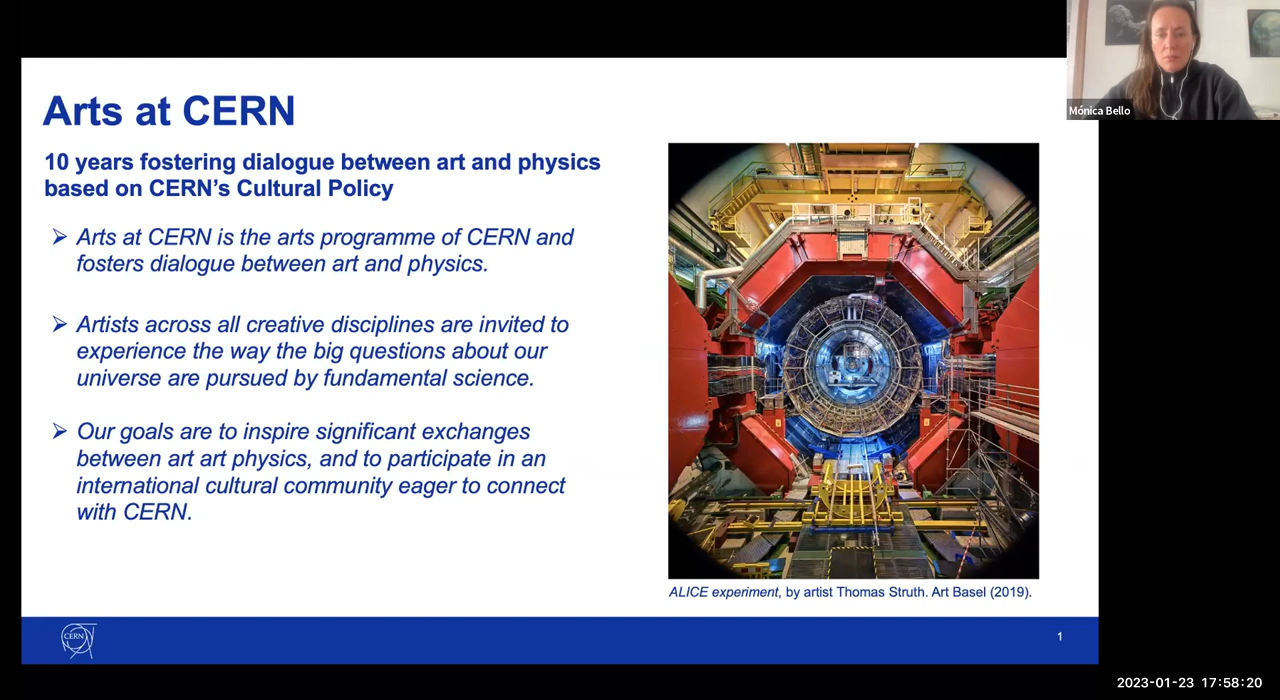 Arts at CERN
10 years fostering dialogue between art and physics
based on CERN's Cultural Policy
➢ Arts at CERN is the arts programme of CERN and
fosters dialogue between art and physics.
➢ Artists across all creative disciplines are invited to
experience the way the big questions about our
universe are pursued by fundamental science.
➢ Our goals are to inspire significant exchanges
between art art physics, and to participate in an
international cultural community eager to connect
with CERN.
ALICE experiment, by artist Thomas Struth. Art Basel (2019).
CERN
1
Mónica Bello
2023-01-23 17:58:20